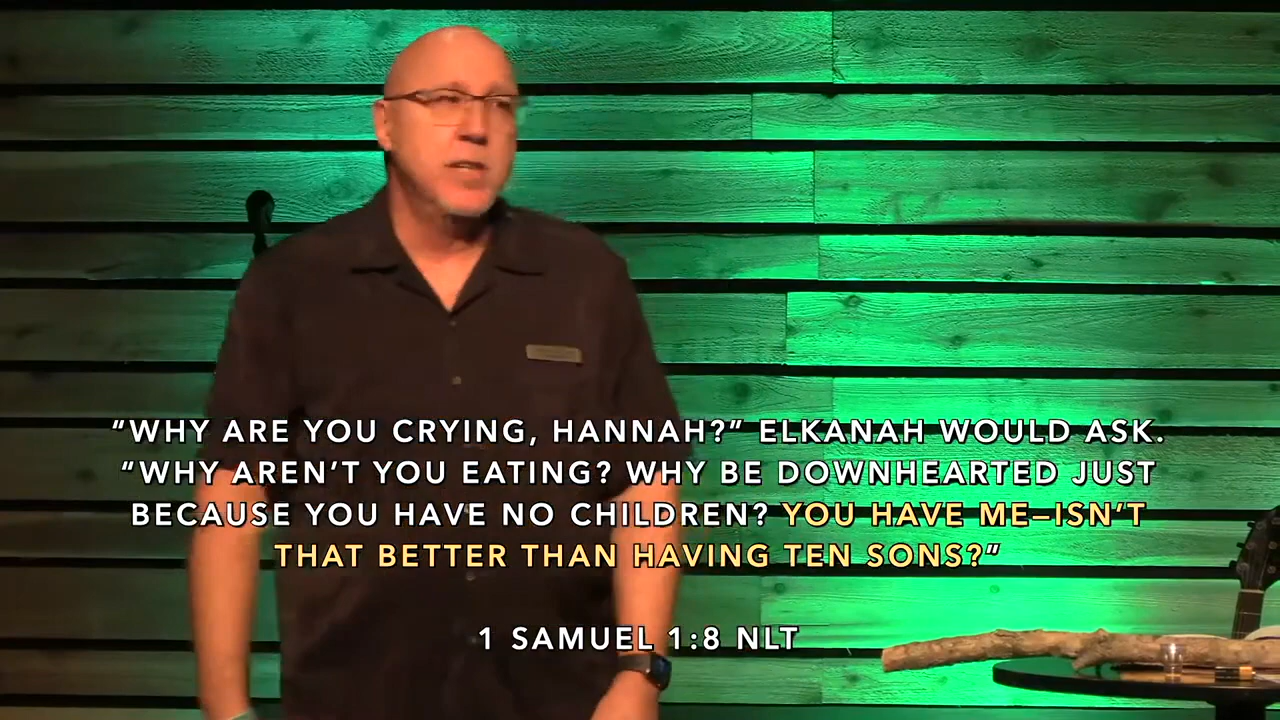 “WHY ARE YOU CRYING, HANNAH?” ELKANAH WOULD ASK.
“WHY AREN’T YOU EATING? WHY BE DOWNHEARTED JUST
BECAUSE YOU HAVE NO CHILDREN? YOU HAVE ME–ISN’T
THAT BETTER THAN HAVING TEN SONS?”
1 SAMUEL 1:8 NLT